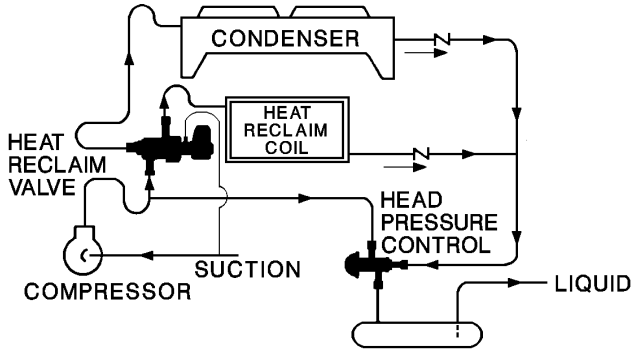 CONDENSER
HEAT
RECLAIM
COIL
HEAT
RECLAIM
VALVE
HEAD
PRESSURE
CONTROL
SUCTION
COMPRESSOR
LIQUID